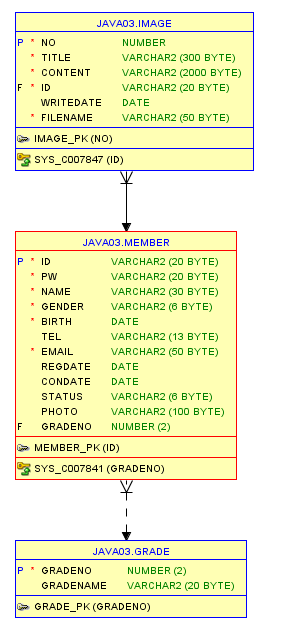 JAVA03.IMAGE
P * NO NUMBER
* TITLE VARCHAR2 (300 BYTE)
* CONTENT VARCHAR2 (2000 BYTE)
F * ID VARCHAR2 (20 BYTE)
WRITEDATE DATE
* FILENAME VARCHAR2 (50 BYTE)
IMAGE_PK (NO)
SYS_C007847 (ID)
JAVA03.MEMBER
P * ID VARCHAR2 (20 BYTE)
* PW VARCHAR2 (20 BYTE)
* NAME VARCHAR2 (30 BYTE)
* GENDER VARCHAR2 (6 BYTE)
* BIRTH DATE
TEL VARCHAR2 (13 BYTE)
* EMAIL VARCHAR2 (50 BYTE)
REGDATE DATE
CONDATE DATE
STATUS VARCHAR2 (6 BYTE)
PHOTO VARCHAR2 (100 BYTE)
F GRADENO NUMBER (2)
MEMBER_PK (ID)
SYS_C007841 (GRADENO)
JAVA03.GRADE
P * GRADENO NUMBER (2)
GRADENAME VARCHAR2 (20 BYTE)
GRADE_PK (GRADENO)